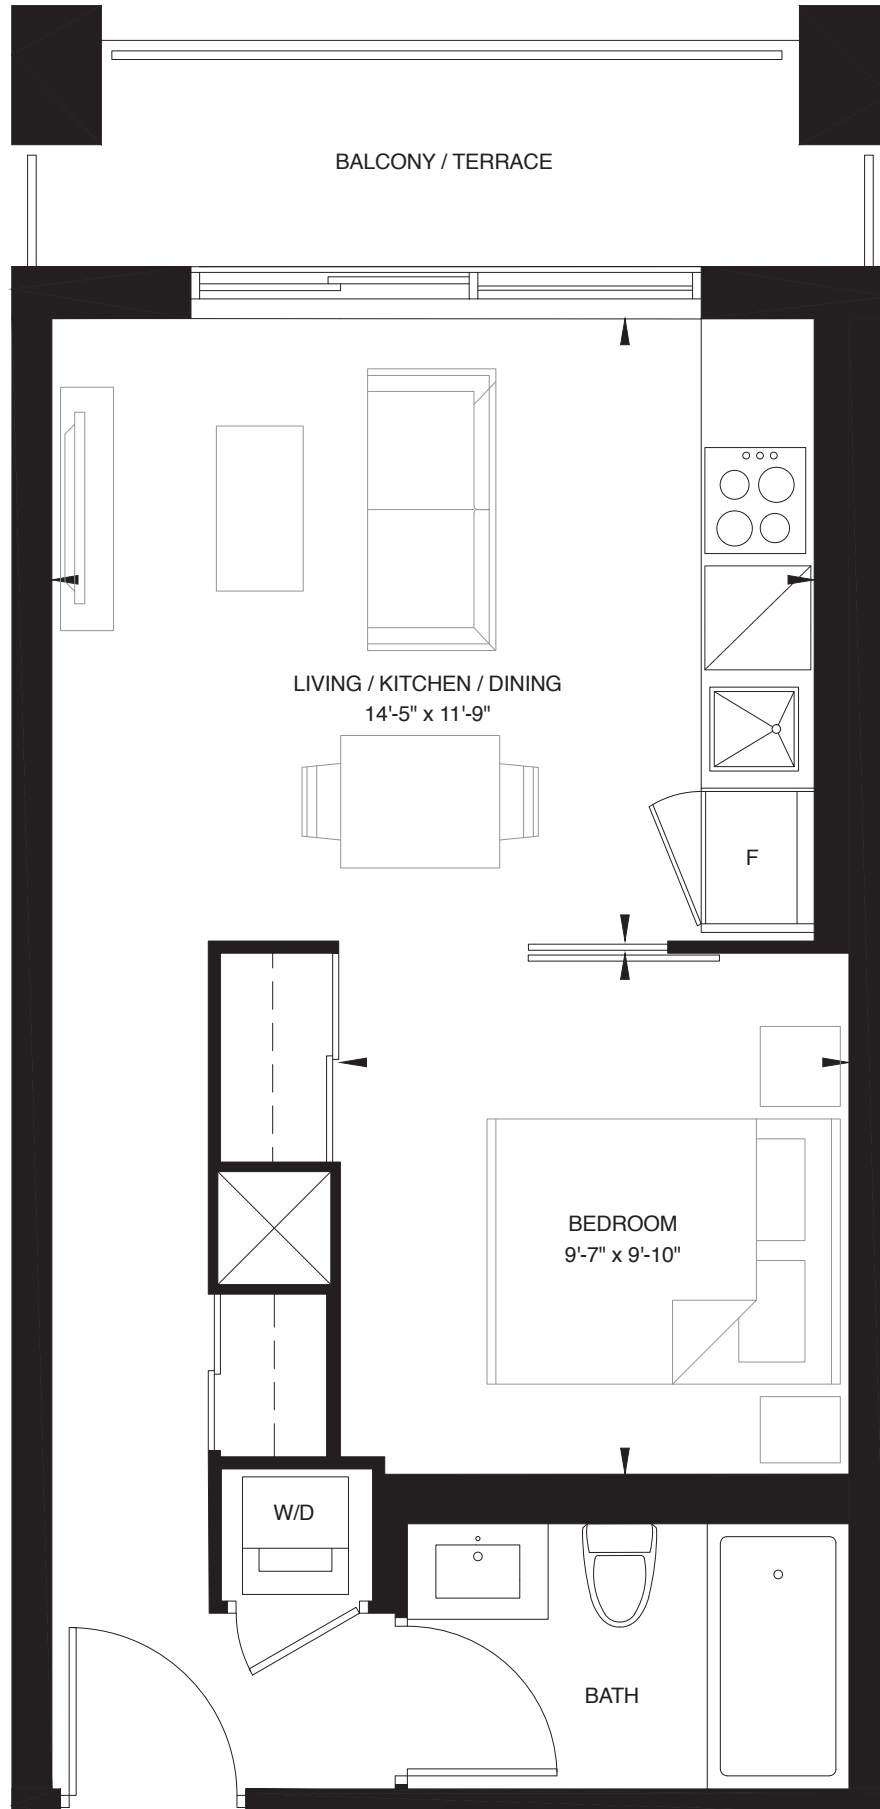 BALCONY / TERRACE
LIVING / KITCHEN / DINING
14'-5" x 11'-9"
F
BEDROOM
9'-7" x 9'-10"
W/D
BATH